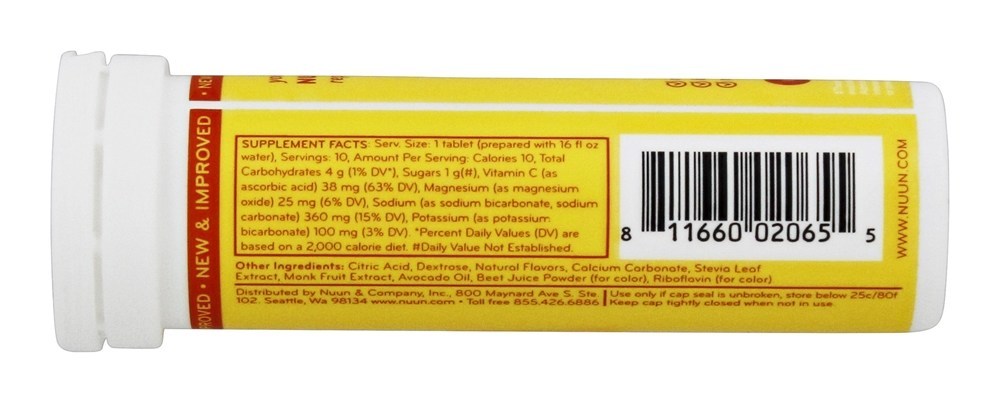 • NEW
yo
re
PROVED • NEW & IMPROVED
SUPPLEMENT FACTS: Serv. Size: 1 tablet (prepared with 16 fl oz
water), Servings: 10, Amount Per Serving: Calories 10, Total
Carbohydrates 4 g (1% DV*), Sugars 1 g(#), Vitamin C (as
ascorbic acid) 38 mg (63% DV), Magnesium (as magnesium
oxide) 25 mg (6% DV), Sodium (as sodium bicarbonate, sodium
carbonate) 360 mg (15% DV), Potassium (as potassium
bicarbonate) 100 mg (3% DV). *Percent Daily Values (DV) are
based on a 2,000 calorie diet. #Daily Value Not Established.
Other Ingredients: Citric Acid, Dextrose, Natural Flavors, Calcium Carbonate, Stevia Leaf
Extract, Monk Fruit Extract, Avocado Oil, Beet Juice Powder (for color), Riboflavin (for color)
Distributed by Nuun & Company, Inc., 800 Maynard Ave S. Ste.
102. Seattle, Wa 98134 www.nuun.com • Toll free 855.426.6886
Use only if cap seal is unbroken, store below 25c/80f
Keep cap tightly closed when not in use.
8 11660 02065 5
WWW.NUUN.COM